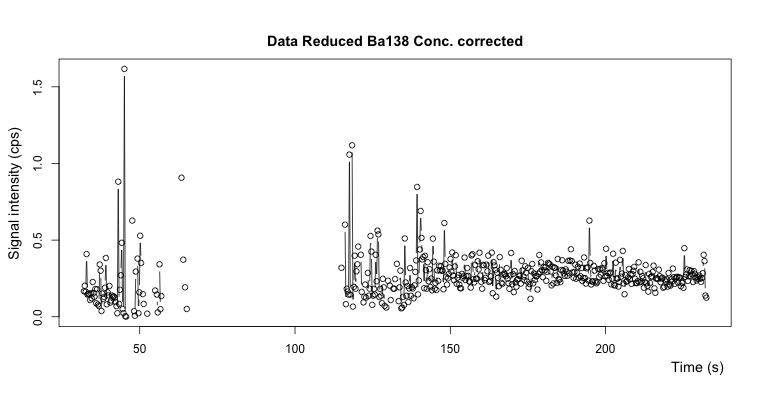 Data Reduced Ba138 Conc. corrected
Signal intensity (cps)
1.5
1.0
0.5
0.0
50 100 150 200
Time (s)